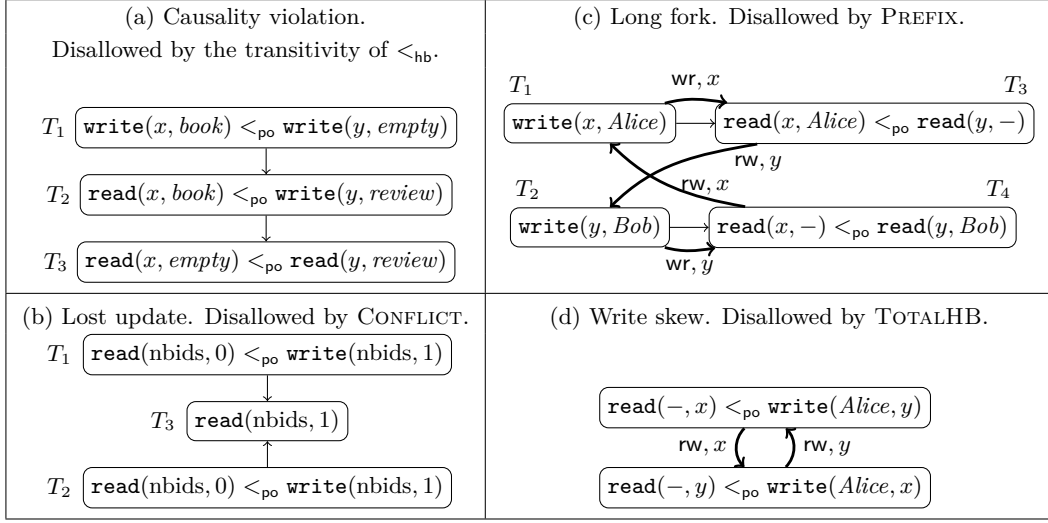 (a) Causality violation.
Disallowed by the transitivity of <hb.
T1 write(x, book) <po write(y, empty)
T2 read(x, book) <po write(y, review)
T3 read(x, empty) <po read(y, review)
(b) Lost update. Disallowed by CONFLICT.
T1 read(nbids, 0) <po write(nbids, 1)
T3 read(nbids, 1)
T2 read(nbids, 0) <po write(nbids, 1)
(c) Long fork. Disallowed by PREFIX.
T1 wr, x T3
write(x, Alice) read(x, Alice) <po read(y, −)
rw, y
T2 rw, x T4
write(y, Bob) read(x, −) <po read(y, Bob)
wr, y
(d) Write skew. Disallowed by TOTALHB.
read(−, x) <po write(Alice, y)
rw, x rw, y
read(−, y) <po write(Alice, x)